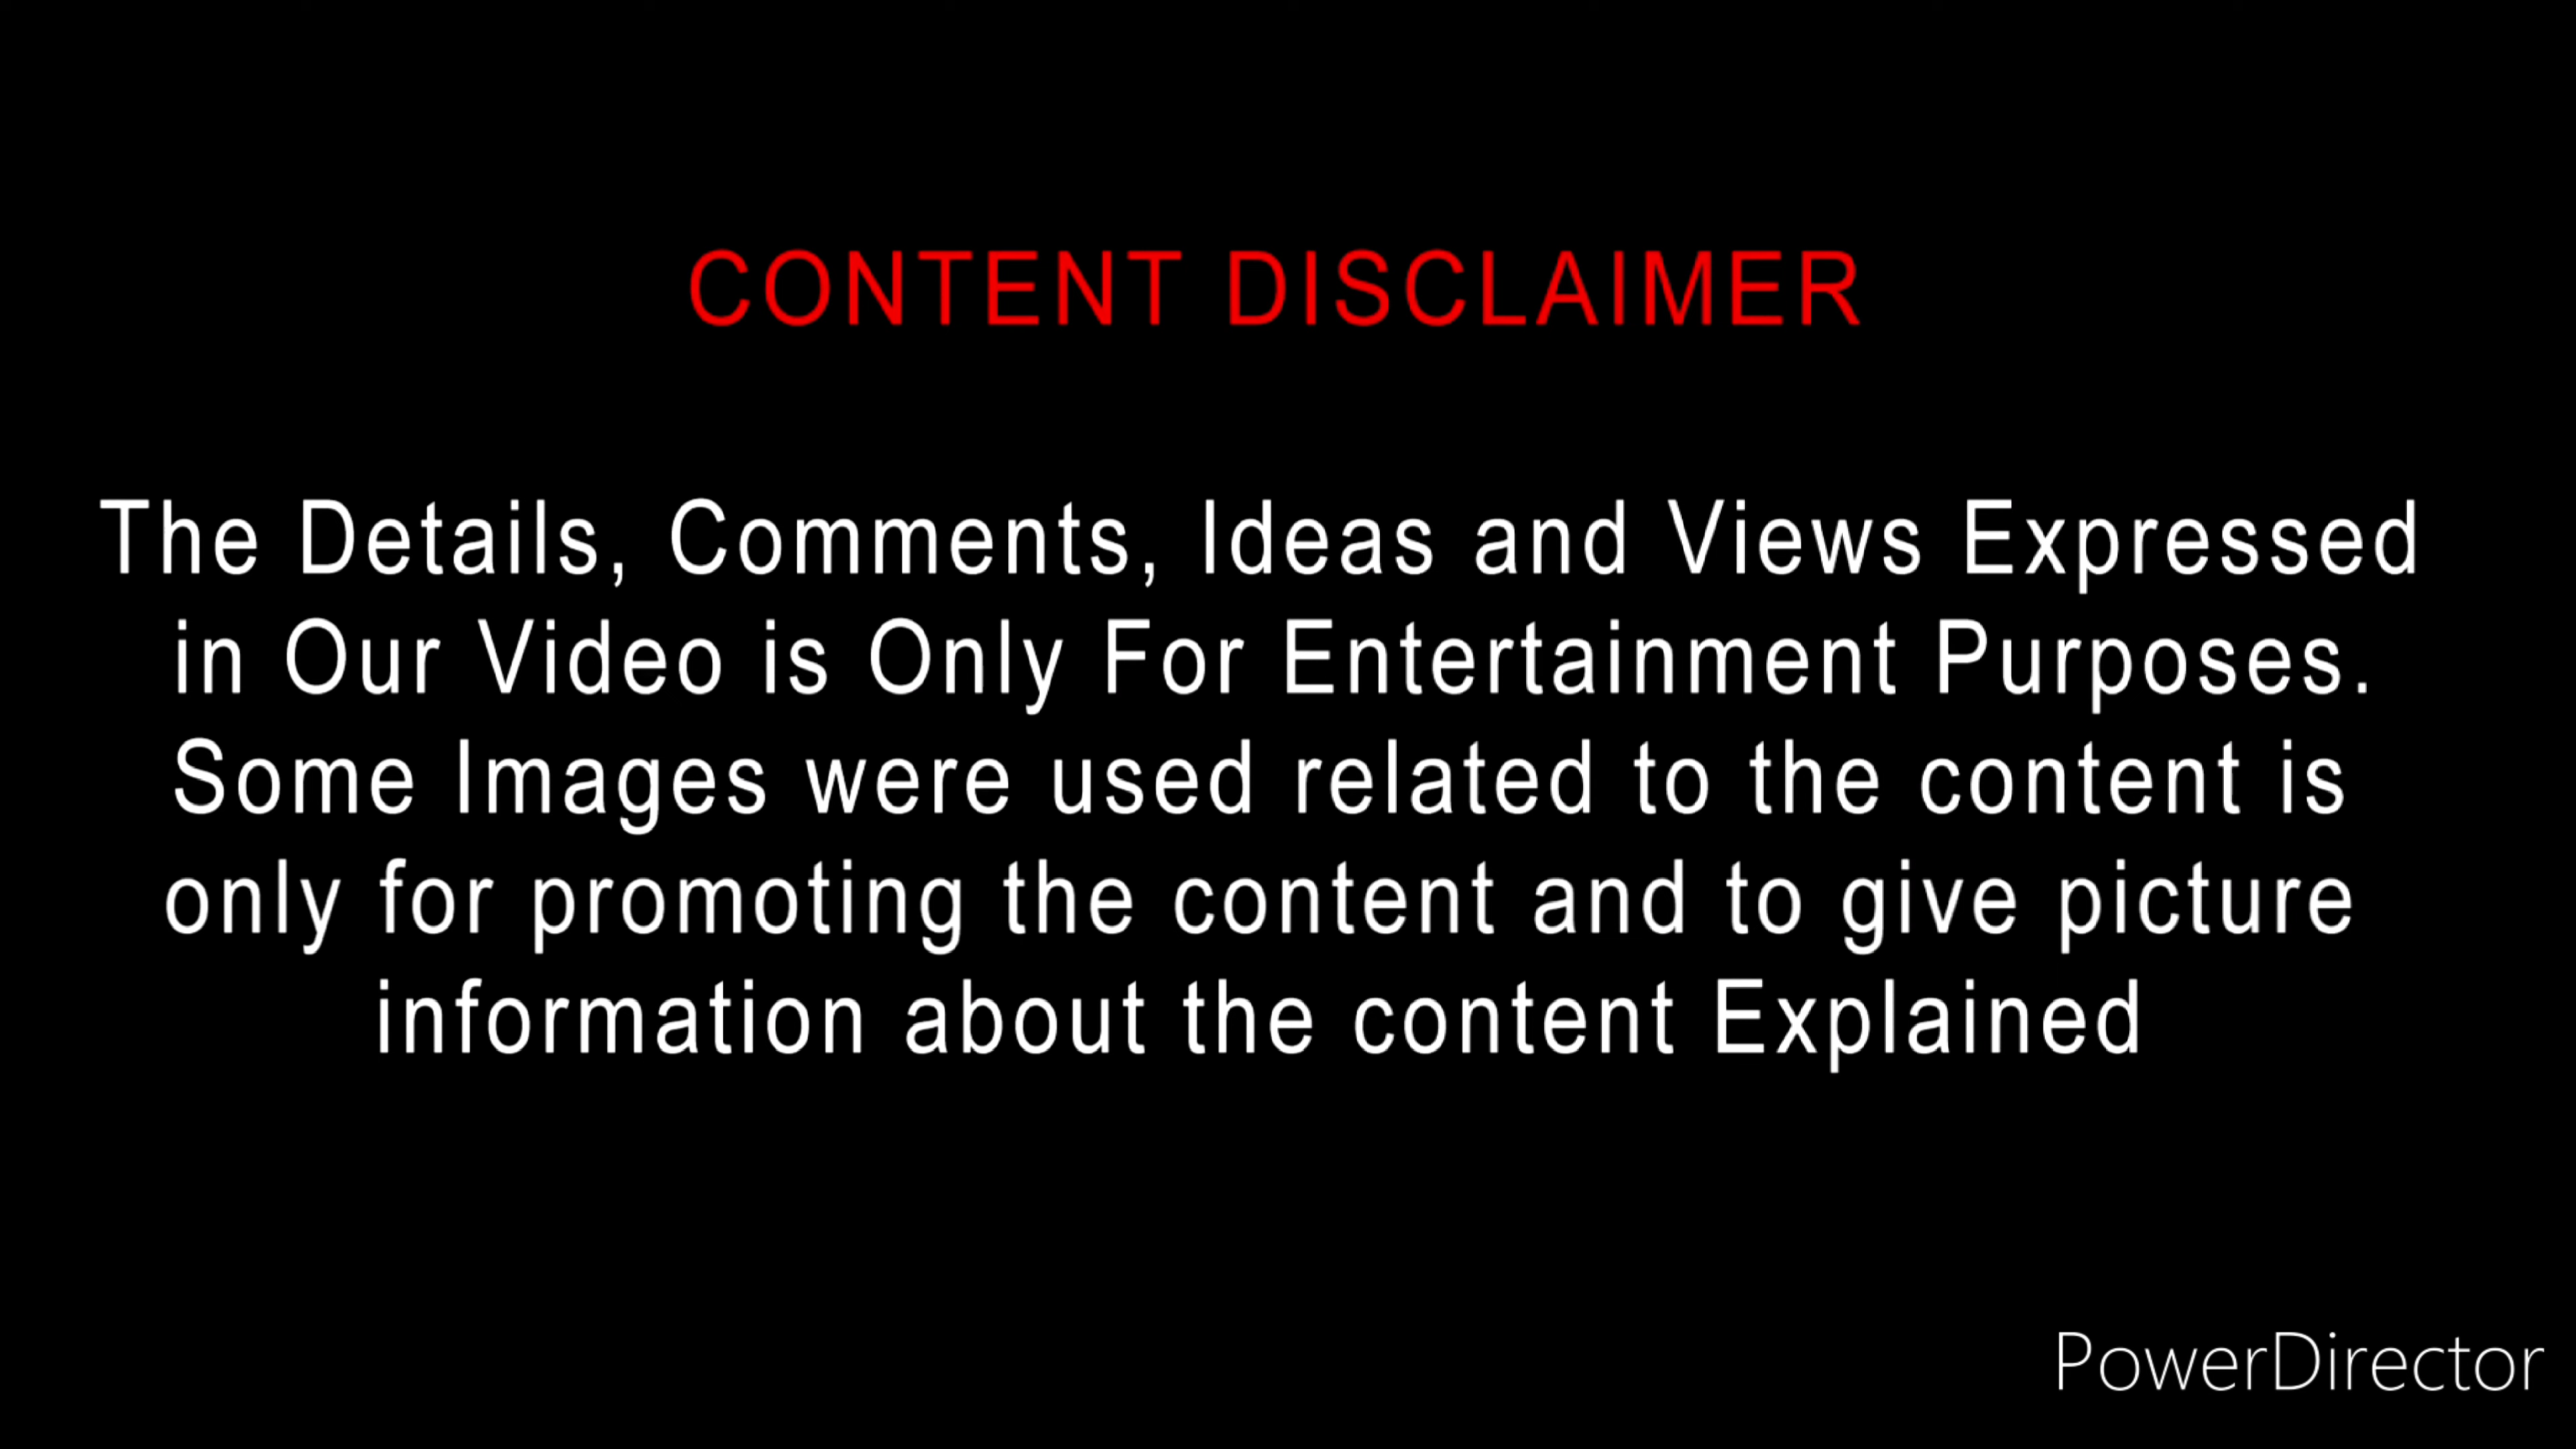 CONTENT DISCLAIMER
The Details, Comments, Ideas and Views Expressed
in Our Video is Only For Entertainment Purposes.
Some Images were used related to the content is
only for promoting the content and to give picture
information about the content Explained
PowerDirector